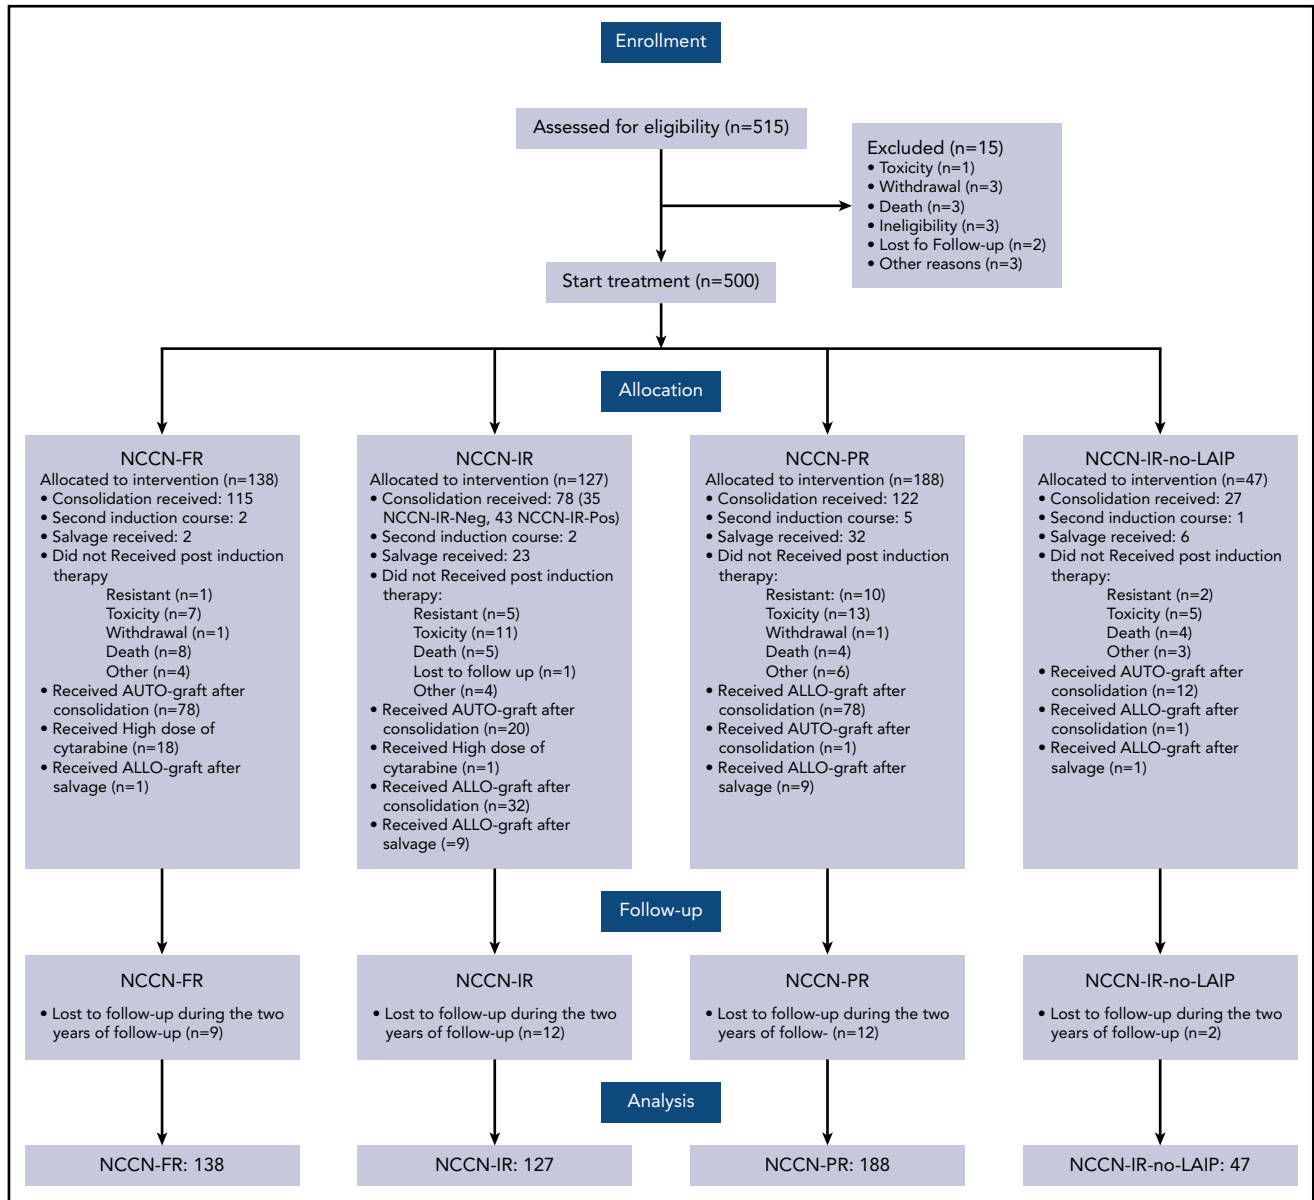 Enrollment
Assessed for eligibility (n=515)
Excluded (n=15)
• Toxicity (n=1)
• Withdrawal (n=3)
• Death (n=3)
• Ineligibility (n=3)
• Lost fo Follow-up (n=2)
• Other reasons (n=3)
Start treatment (n=500)
Allocation
NCCN-FR
Allocated to intervention (n=138)
• Consolidation received: 115
• Second induction course: 2
• Salvage received: 2
• Did not Received post induction
therapy
Resistant (n=1)
Toxicity (n=7)
Withdrawal (n=1)
Death (n=8)
Other (n=4)
• Received AUTO-graft after
consolidation (n=78)
• Received High dose of
cytarabine (n=18)
• Received ALLO-graft after
salvage (n=1)
NCCN-IR
Allocated to intervention (n=127)
• Consolidation received: 78 (35
NCCN-IR-Neg, 43 NCCN-IR-Pos)
• Second induction course: 2
• Salvage received: 23
• Did not Received post induction
therapy:
Resistant (n=5)
Toxicity (n=11)
Death (n=5)
Lost to follow up (n=1)
Other (n=4)
• Received AUTO-graft after
consolidation (n=20)
• Received High dose of
cytarabine (n=1)
• Received ALLO-graft after
consolidation (n=32)
• Received ALLO-graft after
salvage (=9)
NCCN-PR
Allocated to intervention (n=188)
• Consolidation received: 122
• Second induction course: 5
• Salvage received: 32
• Did not Received post induction
therapy:
Resistant: (n=10)
Toxicity (n=13)
Withdrawal (n=1)
Death (n=4)
Other (n=6)
• Received ALLO-graft after
consolidation (n=78)
• Received AUTO-graft after
consolidation (n=1)
• Received ALLO-graft after
salvage (n=9)
NCCN-IR-no-LAIP
Allocated to intervention (n=47)
• Consolidation received: 27
• Second induction course: 1
• Salvage received: 6
• Did not Received post induction
therapy:
Resistant (n=2)
Toxicity (n=5)
Death (n=4)
Other (n=3)
• Received AUTO-graft after
consolidation (n=12)
• Received ALLO-graft after
consolidation (n=1)
• Received ALLO-graft after
salvage (n=1)
Follow-up
NCCN-FR
• Lost to follow-up during the two
years of follow-up (n=9)
NCCN-IR
• Lost to follow-up during the two
years of follow-up (n=12)
NCCN-PR
• Lost to follow-up during the two
years of follow- (n=12)
NCCN-IR-no-LAIP
• Lost to follow-up during the two
years of follow-up (n=2)
Analysis
NCCN-FR: 138
NCCN-IR: 127
NCCN-PR: 188
NCCN-IR-no-LAIP: 47